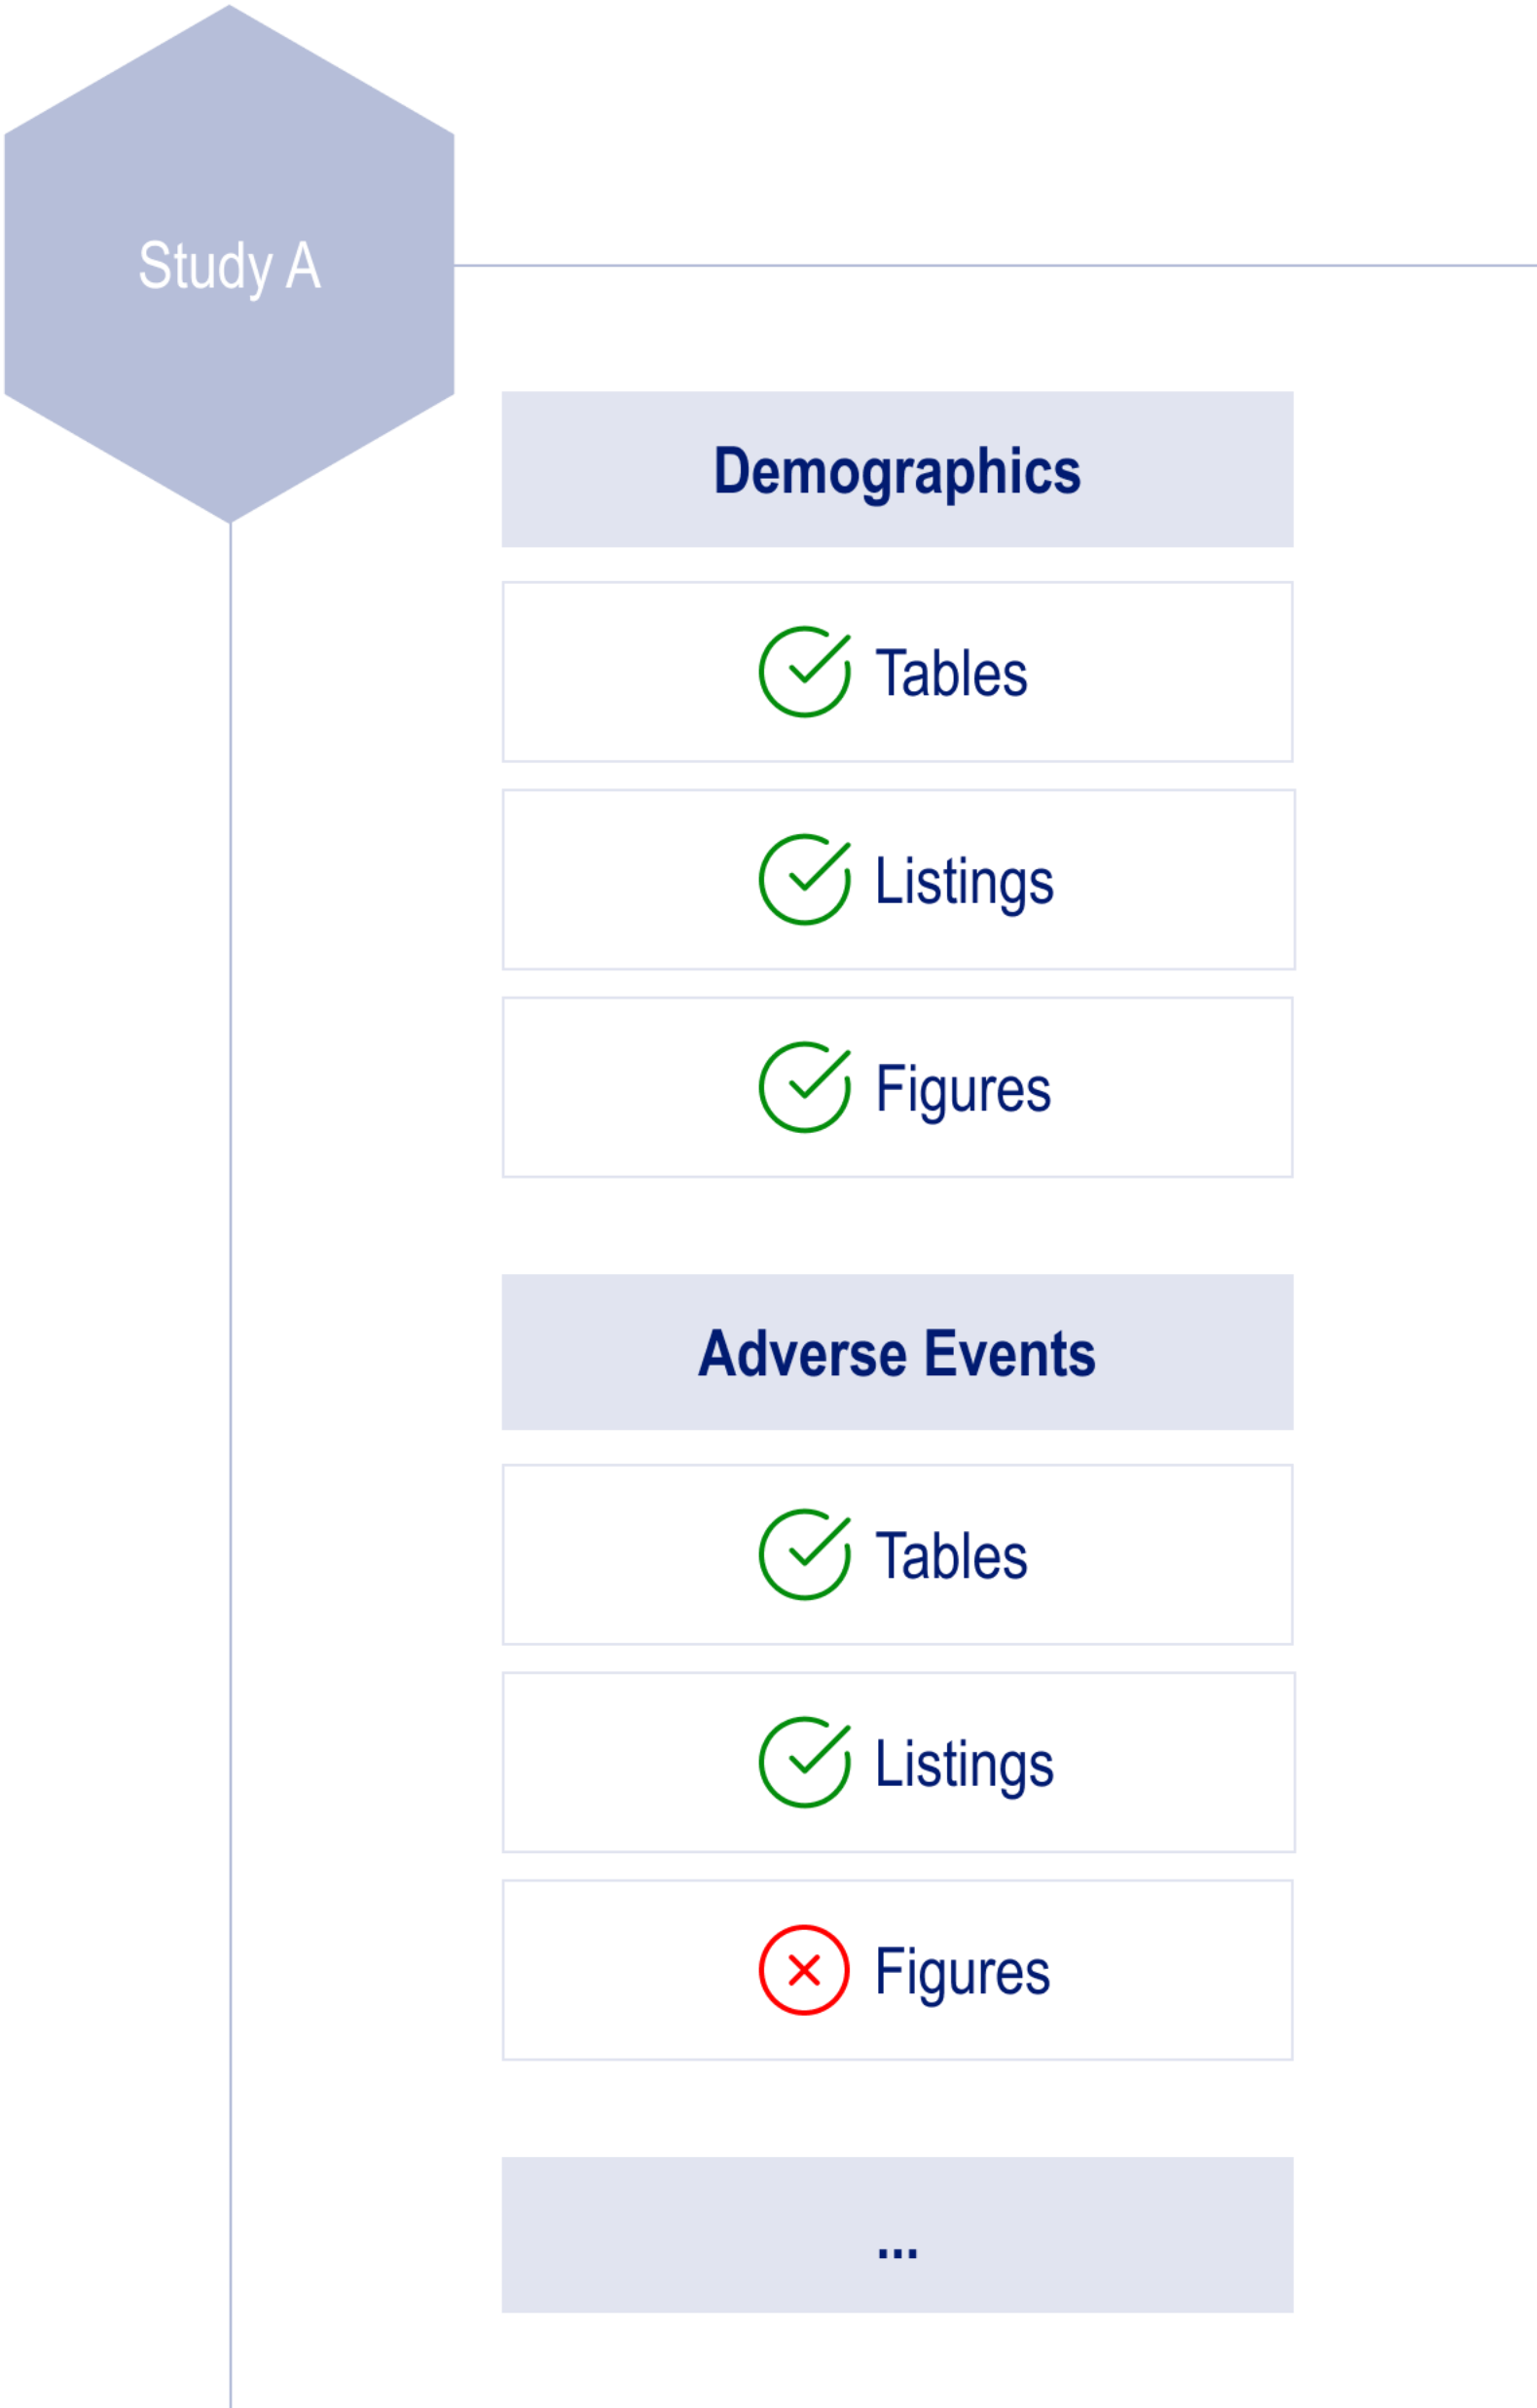 Study A
Demographics
Tables
Listings
Figures
Adverse Events
Tables
Listings
Figures
...